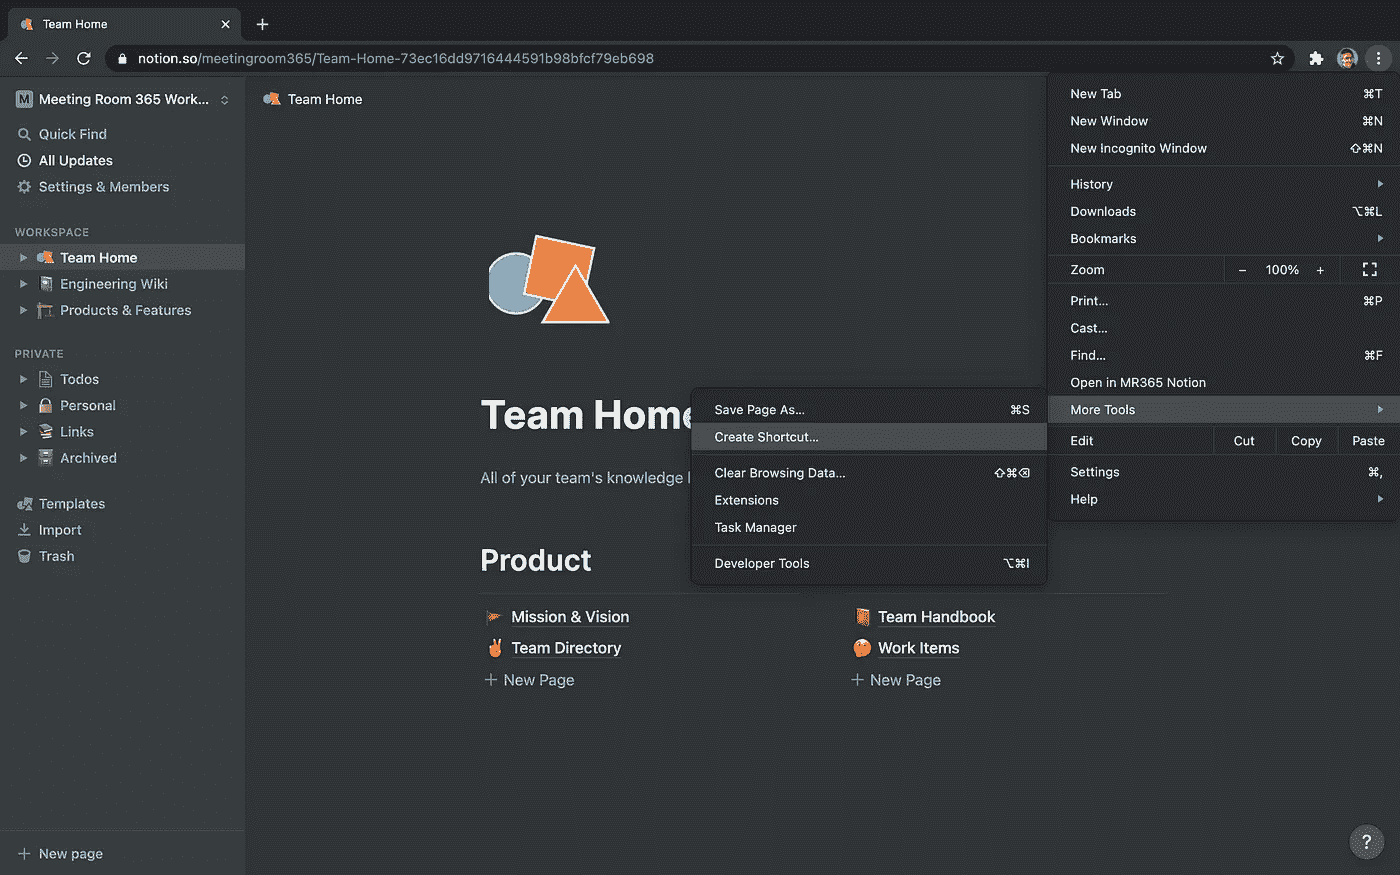 Team Home
notion.so/meetingroom365/Team-Home-73ec16dd9716444591b98bfcf79eb698
M Meeting Room 365 Work...
Quick Find
All Updates
Settings & Members
WORKSPACE
Team Home
Engineering Wiki
Products & Features
PRIVATE
Todos
Personal
Links
Archived
Templates
Import
Trash
+ New page
Team Home
Team Home
All of your team's knowledge
Product
Mission & Vision
Team Directory
+ New Page
Team Handbook
Work Items
+ New Page
New Tab ⌘T
New Window ⌘N
New Incognito Window ⇧⌘N
History
Downloads ⌥⌘L
Bookmarks
Zoom − 100% +
Print... ⌘P
Cast...
Find... ⌘F
Open in MR365 Notion
More Tools
Edit Cut Copy Paste
Settings ⌘,
Help
Save Page As... ⌘S
Create Shortcut...
Clear Browsing Data... ⇧⌘⌫
Extensions
Task Manager
Developer Tools ⌥⌘I
?